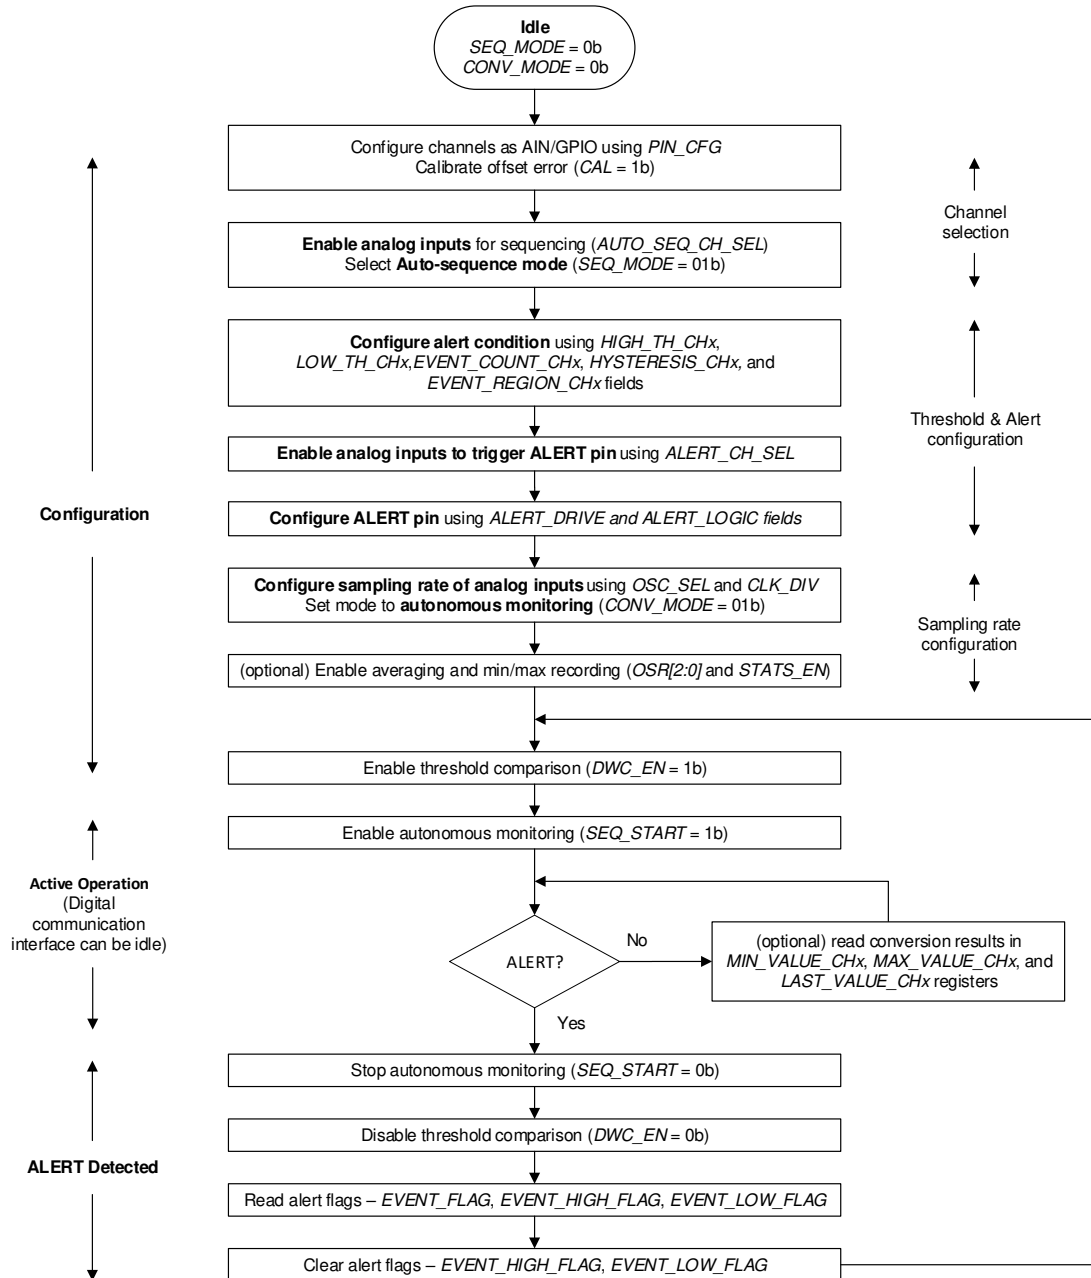 Idle
SEQ_MODE = 0b
CONV_MODE = 0b
Configure channels as AIN/GPIO using PIN_CFG
Calibrate offset error (CAL = 1b)
Channel
selection
Enable analog inputs for sequencing (AUTO_SEQ_CH_SEL)
Select Auto-sequence mode (SEQ_MODE = 01b)
Configure alert condition using HIGH_TH_CHx,
LOW_TH_CHx,EVENT_COUNT_CHx, HYSTERESIS_CHx, and
EVENT_REGION_CHx fields
Threshold & Alert
configuration
Enable analog inputs to trigger ALERT pin using ALERT_CH_SEL
Configuration
Configure ALERT pin using ALERT_DRIVE and ALERT_LOGIC fields
Configure sampling rate of analog inputs using OSC_SEL and CLK_DIV
Set mode to autonomous monitoring (CONV_MODE = 01b)
Sampling rate
configuration
(optional) Enable averaging and min/max recording (OSR[2:0] and STATS_EN)
Enable threshold comparison (DWC_EN = 1b)
Enable autonomous monitoring (SEQ_START = 1b)
Active Operation
(Digital
communication
interface can be idle)
ALERT?
No
(optional) read conversion results in
MIN_VALUE_CHx, MAX_VALUE_CHx, and
LAST_VALUE_CHx registers
Yes
Stop autonomous monitoring (SEQ_START = 0b)
Disable threshold comparison (DWC_EN = 0b)
ALERT Detected
Read alert flags – EVENT_FLAG, EVENT_HIGH_FLAG, EVENT_LOW_FLAG
Clear alert flags – EVENT_HIGH_FLAG, EVENT_LOW_FLAG